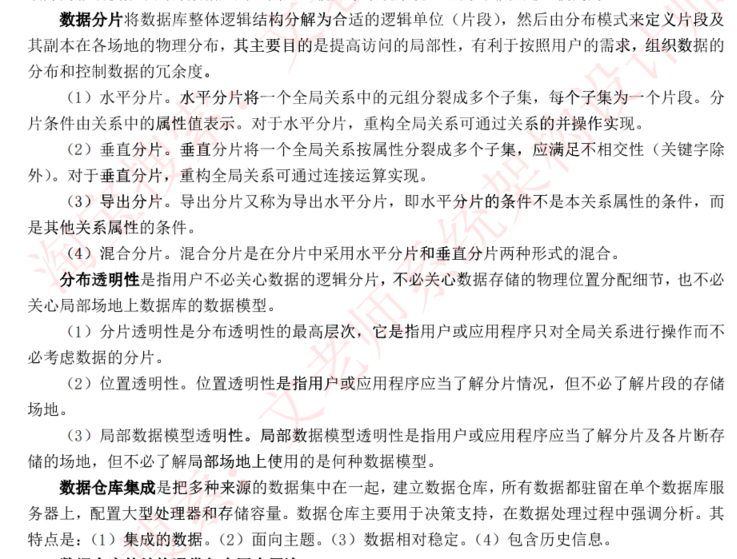 数据分片将数据库整体逻辑结构分解为合适的逻辑单位（片段），然后由分布模式来定义片段及
其副本在各场地的物理分布，其主要目的是提高访问的局部性，有利于按照用户的需求，组织数据的
分布和控制数据的冗余度。
（1）水平分片。水平分片将一个全局关系中的元组分裂成多个子集，每个子集为一个片段。分
片条件由关系中的属性值表示。对于水平分片，重构全局关系可通过关系的并操作实现。
（2）垂直分片。垂直分片将一个全局关系按属性分裂成多个子集，应满足不相交性（关键字除
外）。对于垂直分片，重构全局关系可通过连接运算实现。
（3）导出分片。导出分片又称为导出水平分片，即水平分片的条件不是本关系属性的条件，而
是其他关系属性的条件。
（4）混合分片。混合分片是在分片中采用水平分片和垂直分片两种形式的混合。
分布透明性是指用户不必关心数据的逻辑分片，不必关心数据存储的物理位置分配细节，也不必
关心局部场地上数据库的数据模型。
（1）分片透明性是分布透明性的最高层次，它是指用户或应用程序只对全局关系进行操作而不
必考虑数据的分片。
（2）位置透明性。位置透明性是指用户或应用程序应当了解分片情况，但不必了解片段的存储
场地。
（3）局部数据模型透明性。局部数据模型透明性是指用户或应用程序应当了解分片及各片断存
储的场地，但不必了解局部场地上使用的是何种数据模型。
数据仓库集成是把多种来源的数据集中在一起，建立数据仓库，所有数据都驻留在单个数据库服
务器上，配置大型处理器和存储容量。数据仓库主要用于决策支持，在数据处理过程中强调分析。其
特点是：（1）集成的数据。（2）面向主题。（3）数据相对稳定。（4）包含历史信息。